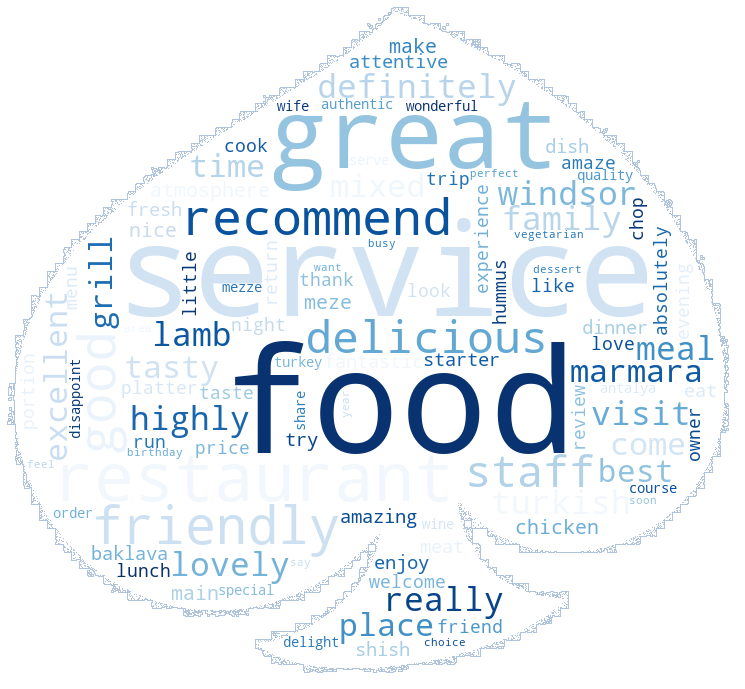 make
attentive
definitely
wife authentic wonderful
great
cook
dish
time
serve
amaze
trip perfect quality
atmosphere mixed windsor
experience
chop
fresh
recommend family
nice
busy vegetarian
service
grill
little
return
want
dessert
menu
mezze thank look hummus like
absolutely
evening
meze
area
night dinner
excellent
good
lamb delicious love meal
portion
tasty turkey fantastic starter marmara
disappoint
platter taste antalya eat
food
share
year
review
highly visit
owner
run price try come
birthday
feel
restaurant staff best
course
soon
turkish
order
friendly amazing wine chicken
baklava meat
lunch lovely say enjoy
main special welcome
really
place friend
delight choice
shish